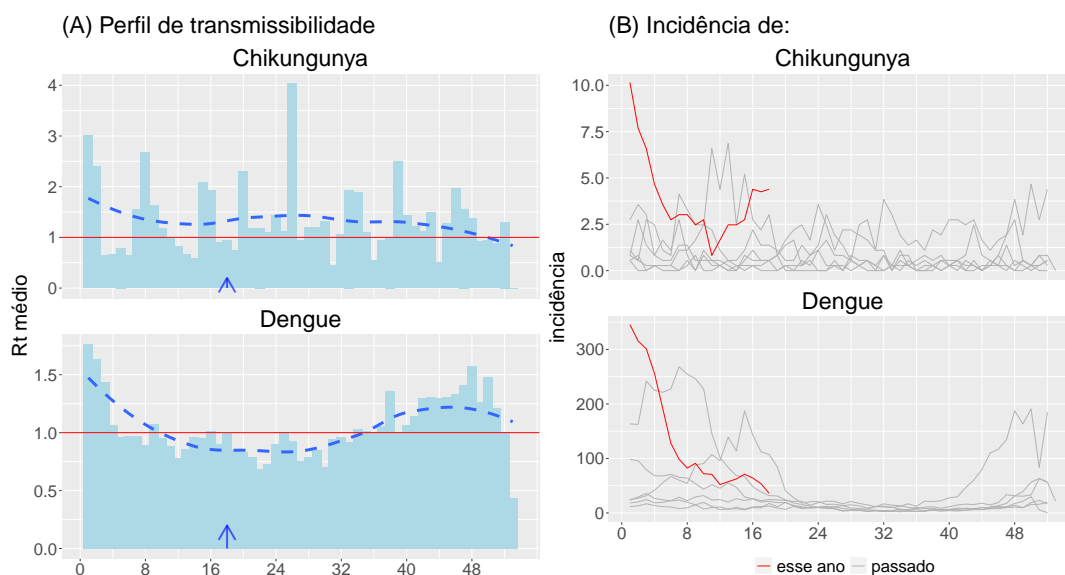 (A) Perfil de transmissibilidade
Chikungunya
4
3
2
1
0
Dengue
1.5
1.0
0.5
0.0
0 8 16 24 32 40 48
Rt médio
(B) Incidência de:
Chikungunya
10.0
7.5
5.0
2.5
0.0
Dengue
300
200
100
0
0 8 16 24 32 40 48
incidência
esse ano passado